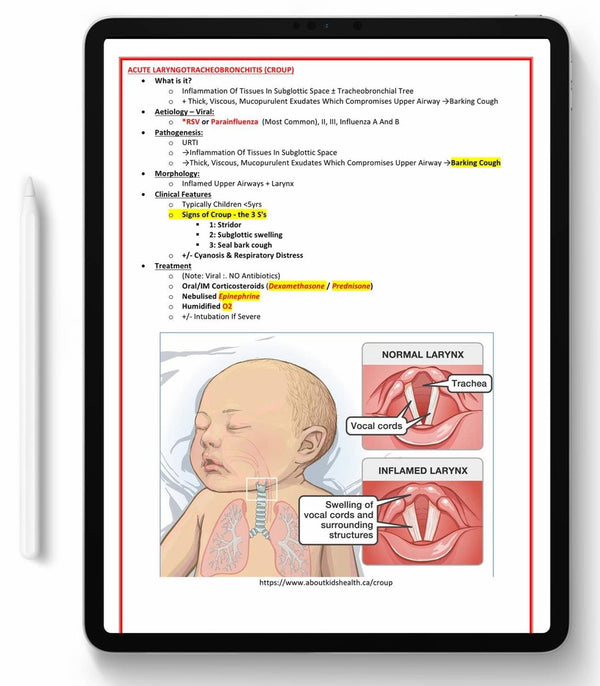 ACUTE LARYNGOTRACHEOBRONCHITIS (CROUP)
• What is it?
o Inflammation Of Tissues In Subglottic Space ± Tracheobronchial Tree
o + Thick, Viscous, Mucopurulent Exudates Which Compromises Upper Airway →Barking Cough
• Aetiology – Viral:
o *RSV or Parainfluenza (Most Common), II, III, Influenza A And B
• Pathogenesis:
o URTI
o →Inflammation Of Tissues In Subglottic Space
o →Thick, Viscous, Mucopurulent Exudates Which Compromises Upper Airway →Barking Cough
• Morphology:
o Inflamed Upper Airways + Larynx
• Clinical Features
o Typically Children <5yrs
o Signs of Croup - the 3 S's
▪ 1: Stridor
▪ 2: Subglottic swelling
▪ 3: Seal bark cough
o +/- Cyanosis & Respiratory Distress
• Treatment
o (Note: Viral :. NO Antibiotics)
o Oral/IM Corticosteroids (Dexamethasone / Prednisone)
o Nebulised Epinephrine
o Humidified O2
o +/- Intubation If Severe
NORMAL LARYNX
Trachea
Vocal cords
INFLAMED LARYNX
Swelling of
vocal cords and
surrounding
structures
https://www.aboutkidshealth.ca/croup